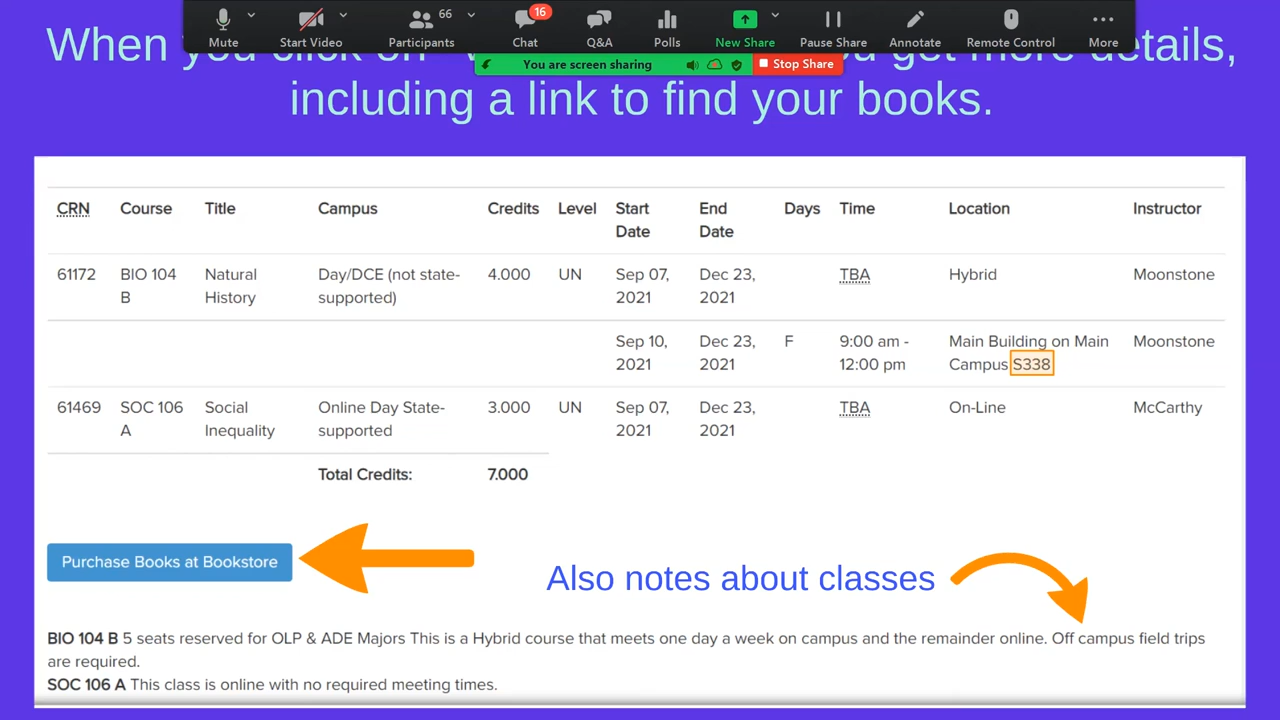 Mute
Start Video
Participants
66
Chat
16
Q&A
Polls
New Share
Pause Share
Annotate
Remote Control
More
You are screen sharing
Stop Share
When you click on get more details,
including a link to find your books.
CRN Course Title Campus Credits Level Start Date End Date Days Time Location Instructor
61172 BIO 104 B Natural History Day/DCE (not state-supported) 4.000 UN Sep 07, 2021 Dec 23, 2021 TBA Hybrid Moonstone
Sep 10, 2021 Dec 23, 2021 F 9:00 am - 12:00 pm Main Building on Main Campus S338 Moonstone
61469 SOC 106 A Social Inequality Online Day State-supported 3.000 UN Sep 07, 2021 Dec 23, 2021 TBA On-Line McCarthy
Total Credits: 7.000
Purchase Books at Bookstore
Also notes about classes
BIO 104 B 5 seats reserved for OLP & ADE Majors This is a Hybrid course that meets one day a week on campus and the remainder online. Off campus field trips
are required.
SOC 106 A This class is online with no required meeting times.